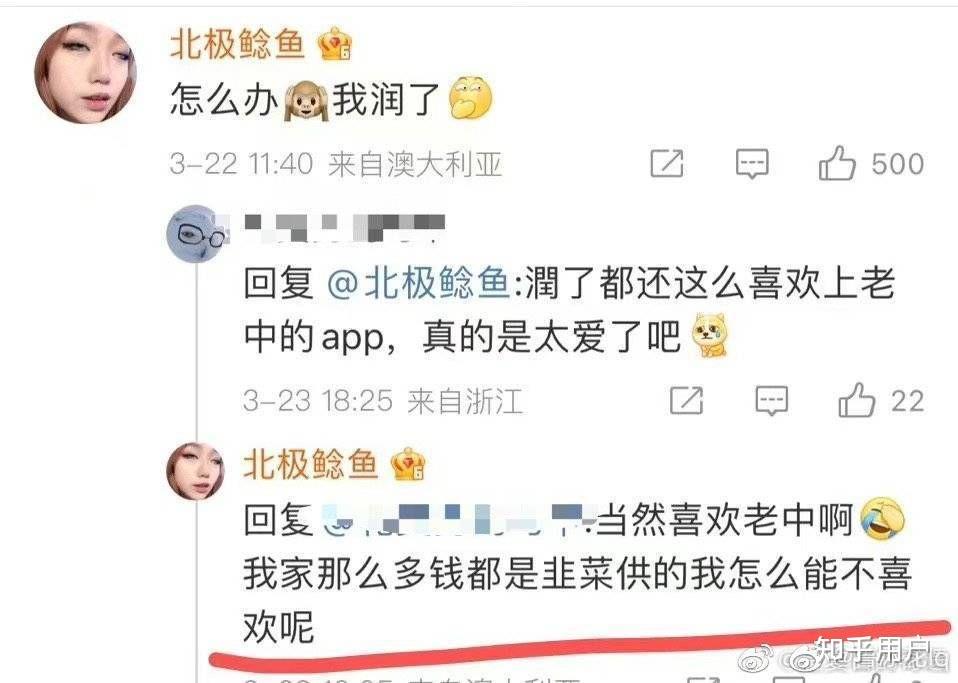 北极鲶鱼
怎么办我润了
3-22 11:40 来自澳大利亚
500
回复 @北极鲶鱼:潤了都还这么喜欢上老
中的app，真的是太爱了吧
3-23 18:25 来自浙江
22
北极鲶鱼
回复 当然喜欢老中啊
我家那么多钱都是韭菜供的我怎么能不喜
欢呢
知乎用户